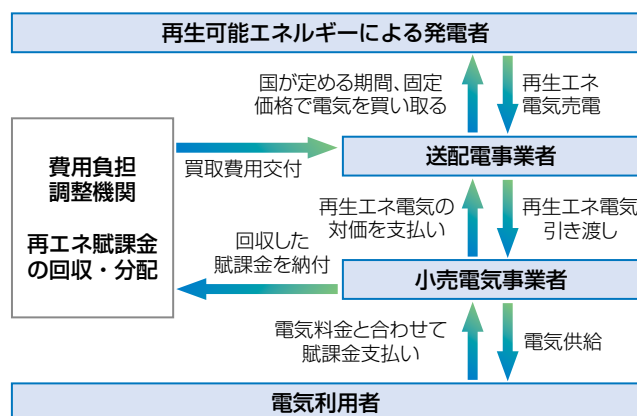 再生可能エネルギーによる発電者
国が定める期間、固定
価格で電気を買い取る
再生エネ
電気売電
費用負担
調整機関
再エネ賦課金
の回収・分配
買取費用交付
送配電事業者
再生エネ電気の
対価を支払い
再生エネ電気
引き渡し
回収した
賦課金を納付
小売電気事業者
電気料金と合わせて
賦課金支払い
電気供給
電気利用者